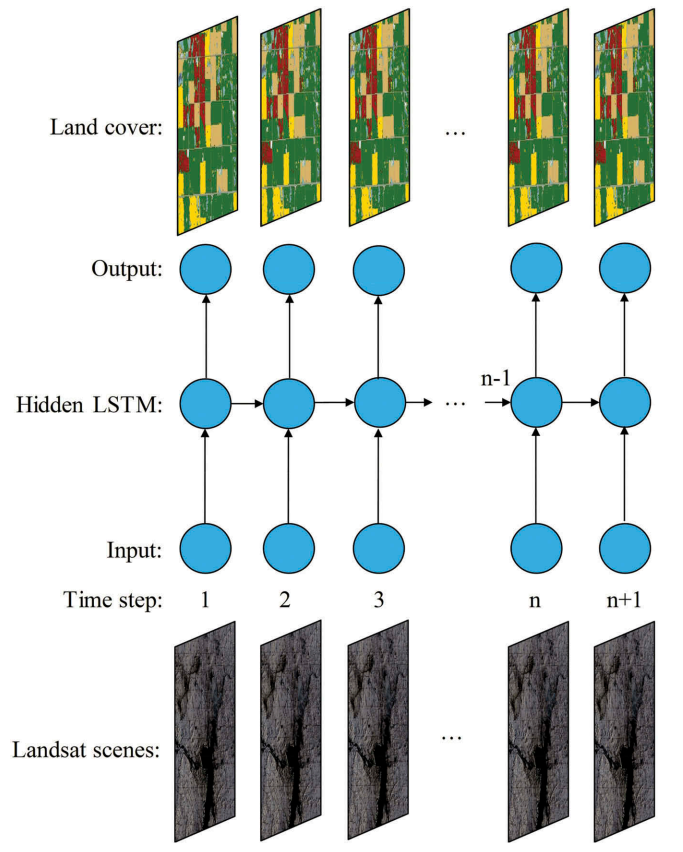 Land cover:
...
Output:
n-1
Hidden LSTM:
...
Input:
Time step: 1 2 3 n n+1
Landsat scenes:
...